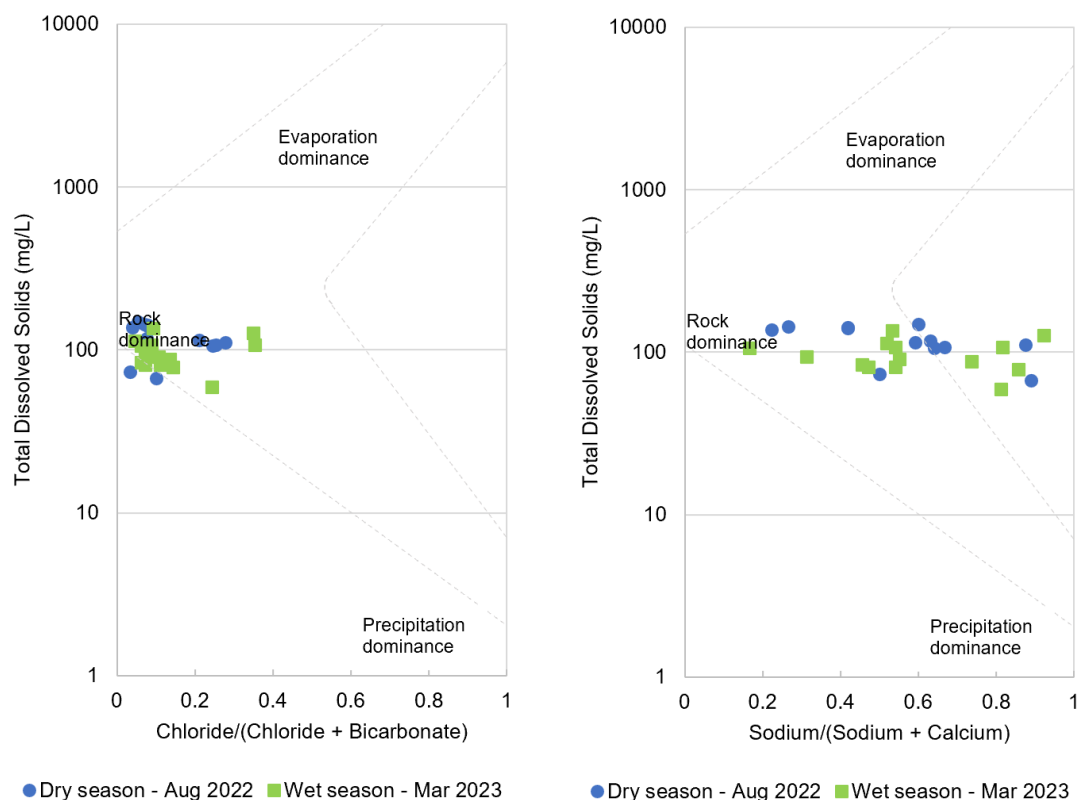 10000
1000
100
10
1
Total Dissolved Solids (mg/L)
Evaporation
dominance
Rock
dominance
Precipitation
dominance
0 0.2 0.4 0.6 0.8 1
Chloride/(Chloride + Bicarbonate)
Dry season - Aug 2022 Wet season - Mar 2023
10000
1000
100
10
1
Total Dissolved Solids (mg/L)
Evaporation
dominance
Rock
dominance
Precipitation
dominance
0 0.2 0.4 0.6 0.8 1
Sodium/(Sodium + Calcium)
Dry season - Aug 2022 Wet season - Mar 2023